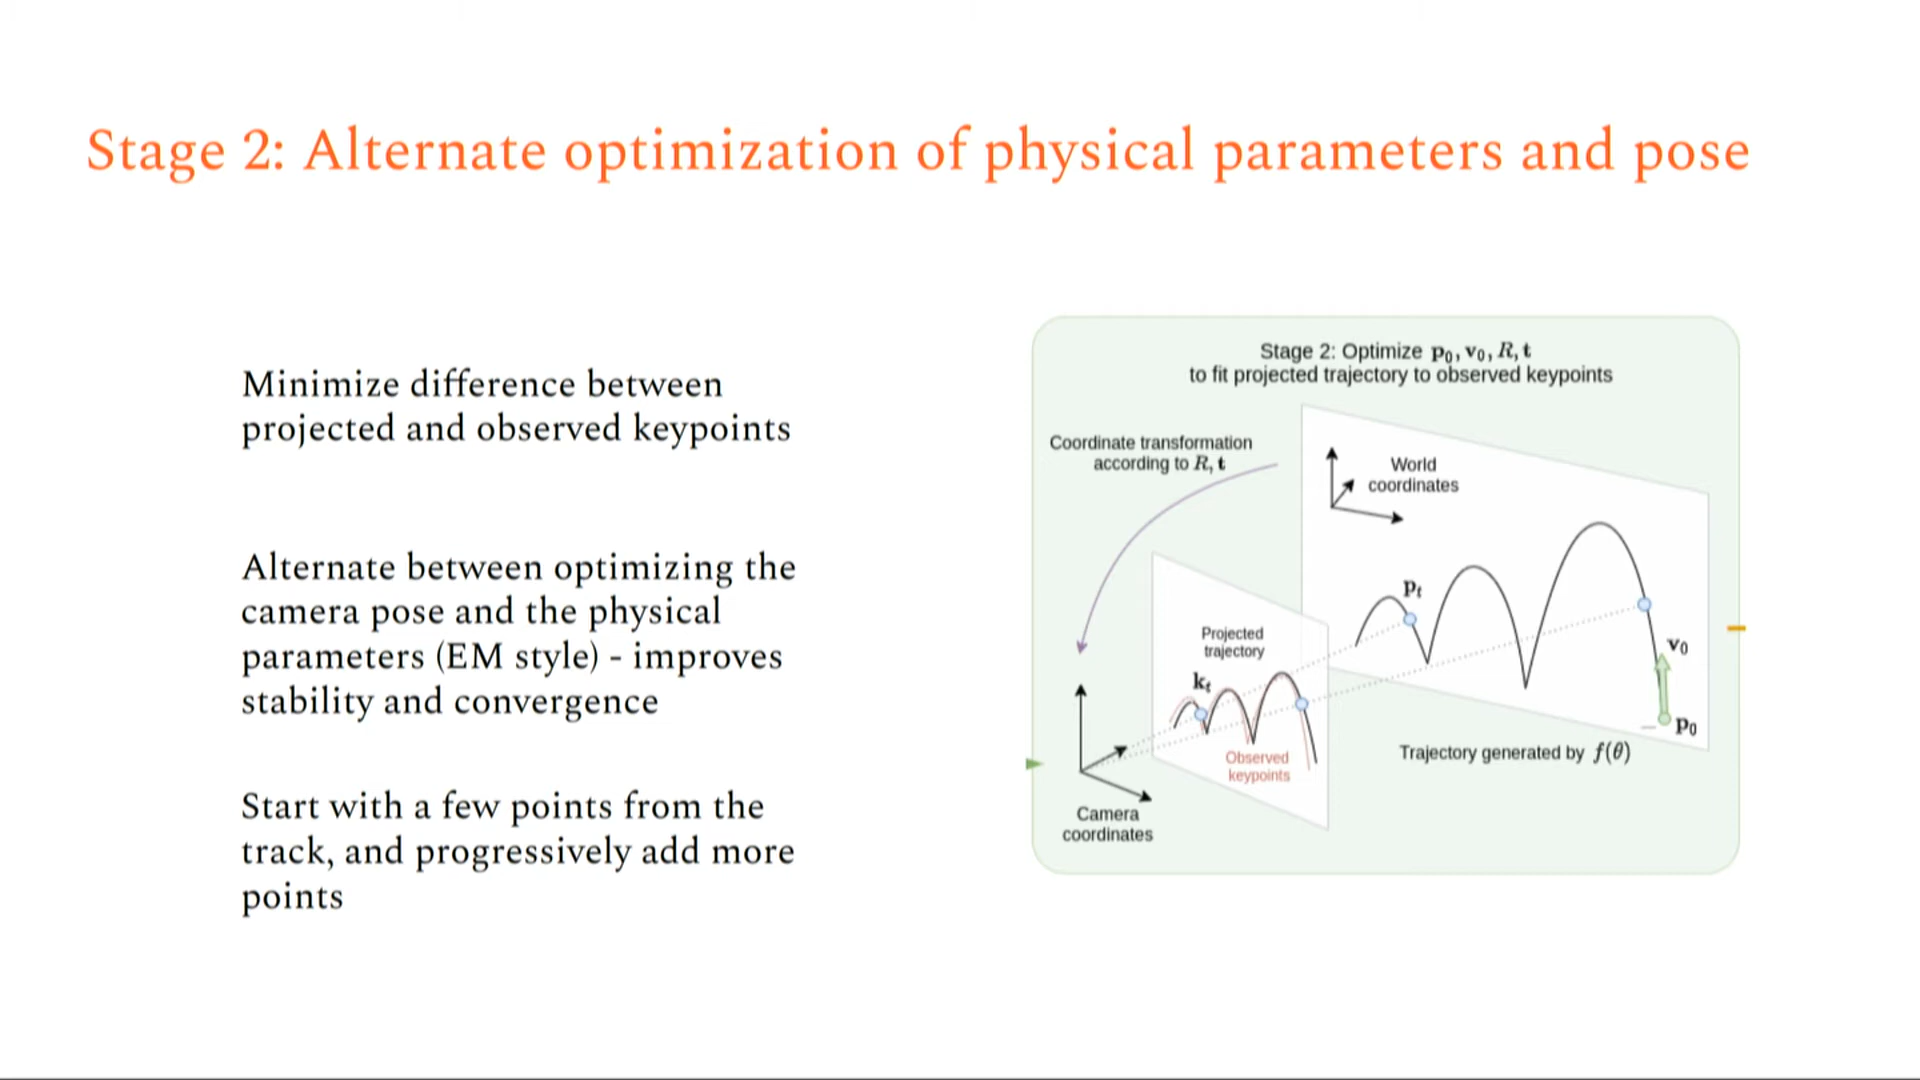 Stage 2: Alternate optimization of physical parameters and pose
Minimize difference between
projected and observed keypoints
Alternate between optimizing the
camera pose and the physical
parameters (EM style) - improves
stability and convergence
Start with a few points from the
track, and progressively add more
points
Stage 2: Optimize p₀, v₀, R, t
to fit projected trajectory to observed keypoints
Coordinate transformation
according to R, t
World
coordinates
pₜ
Projected
trajectory
kₜ
v₀
p₀
Observed
keypoints
Trajectory generated by f(θ)
Camera
coordinates